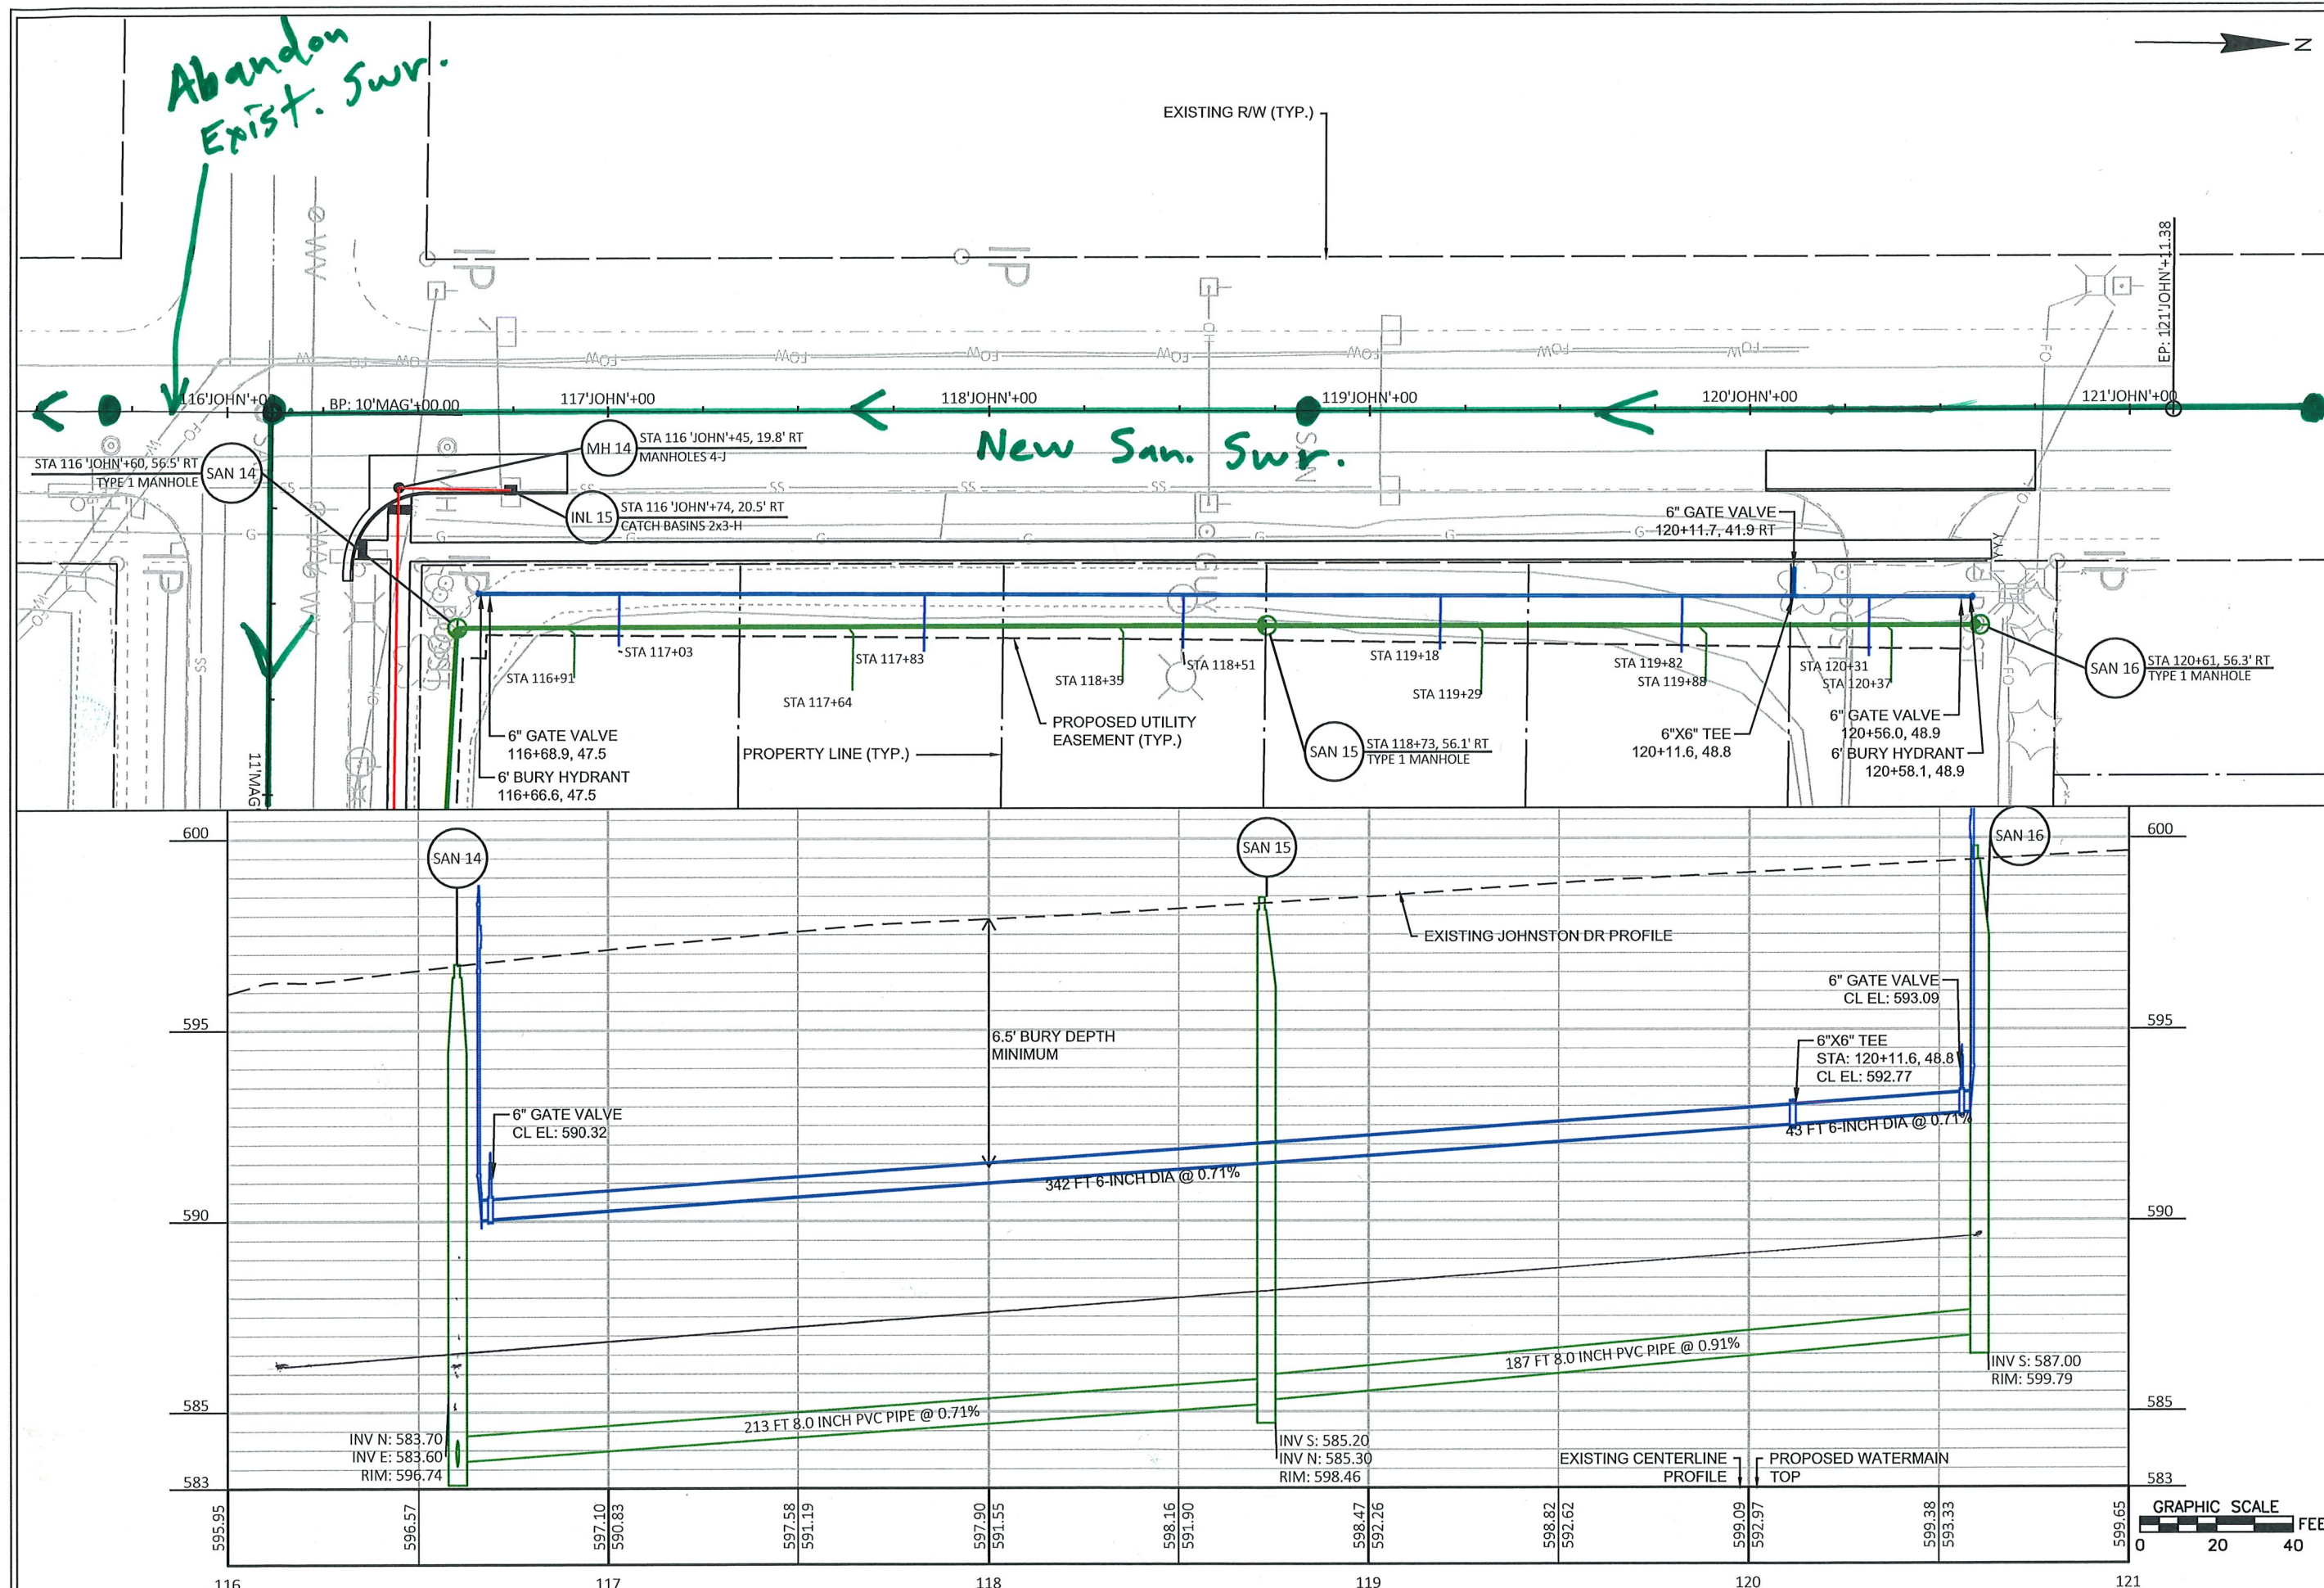 Abandon
Exist. Swr.
N
EXISTING R/W (TYP.)
EP: 121'JOHN'+11.38
BP: 10'MAG'+00.00
117'JOHN'+00
118'JOHN'+00
119'JOHN'+00
120'JOHN'+00
121'JOHN'+00
New San. Swr.
STA 116 'JOHN'+60, 56.5' RT
TYPE 1 MANHOLE
SAN 14
MH 14
STA 116 'JOHN'+45, 19.8' RT
MANHOLES 4-J
INL 15
STA 116 'JOHN'+74, 20.5' RT
CATCH BASINS 2x3-H
6" GATE VALVE
120+11.7, 41.9 RT
STA 116+91
STA 117+03
STA 117+64
STA 117+83
STA 118+35
STA 118+51
STA 119+18
STA 119+29
STA 119+82
STA 119+88
STA 120+31
STA 120+37
SAN 16
STA 120+61, 56.3' RT
TYPE 1 MANHOLE
6" GATE VALVE
116+68.9, 47.5
6' BURY HYDRANT
116+66.6, 47.5
PROPERTY LINE (TYP.)
PROPOSED UTILITY
EASEMENT (TYP.)
SAN 15
STA 118+73, 56.1' RT
TYPE 1 MANHOLE
6"X6" TEE
120+11.6, 48.8
6" GATE VALVE
120+56.0, 48.9
6' BURY HYDRANT
120+58.1, 48.9
11'MAG'
600
SAN 14
SAN 15
SAN 16
600
EXISTING JOHNSTON DR PROFILE
595
6.5' BURY DEPTH
MINIMUM
6" GATE VALVE
CL EL: 593.09
595
6"X6" TEE
STA: 120+11.6, 48.8
CL EL: 592.77
6" GATE VALVE
CL EL: 590.32
43 FT 6-INCH DIA @ 0.71%
342 FT 6-INCH DIA @ 0.71%
590
590
187 FT 8.0 INCH PVC PIPE @ 0.91%
INV S: 587.00
RIM: 599.79
585
213 FT 8.0 INCH PVC PIPE @ 0.71%
585
INV N: 583.70
INV E: 583.60
RIM: 596.74
INV S: 585.20
INV N: 585.30
RIM: 598.46
EXISTING CENTERLINE
PROFILE
PROPOSED WATERMAIN
TOP
583
583
595.95
596.57
597.10
590.83
597.58
591.19
597.90
591.55
598.16
591.90
598.47
592.26
598.82
592.62
599.09
592.97
599.38
593.33
599.65
GRAPHIC SCALE
0 20 40
116 117 118 119 120 121